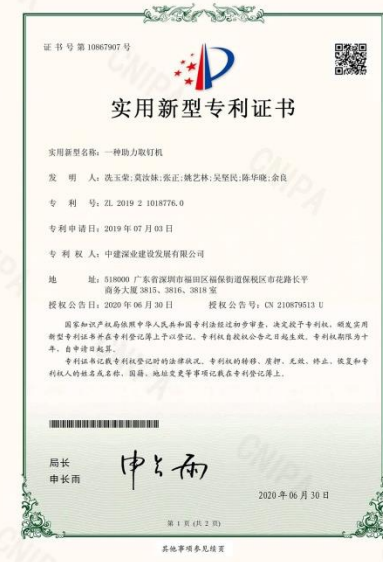 证书号第10867907号
实用新型专利证书
实用新型名称：一种助力取钉机
发 明 人：冼玉荣;莫汝妹;张正;姚艺林;吴坚民;陈华晓;余良
专 利 号：ZL 2019 2 1018776.0
专利申请日：2019年07月03日
专 利 权 人：中建深业建设发展有限公司
地 址：518000 广东省深圳市福田区福保街道保税区市花路长平
商务大厦 3815、3816、3818 室
授权公告日：2020年06月30日 授权公告号：CN 210879513 U
国家知识产权局依照中华人民共和国专利法经过初步审查，决定授予专利权，颁发实用
新型专利证书并在专利登记簿上予以登记。专利权自授权公告之日起生效。专利权期限为十
年，自申请日起算。
专利证书记载专利权登记时的法律状况。专利权的转移、质押、无效、终止、恢复和专
利权人的姓名或名称、国籍、地址变更等事项记载在专利登记簿上。
局长
申长雨
申长雨
2020年06月30日
第 1 页 (共 2 页)
其他事项参见续页
CNIPA
CNIPA
CNIPA